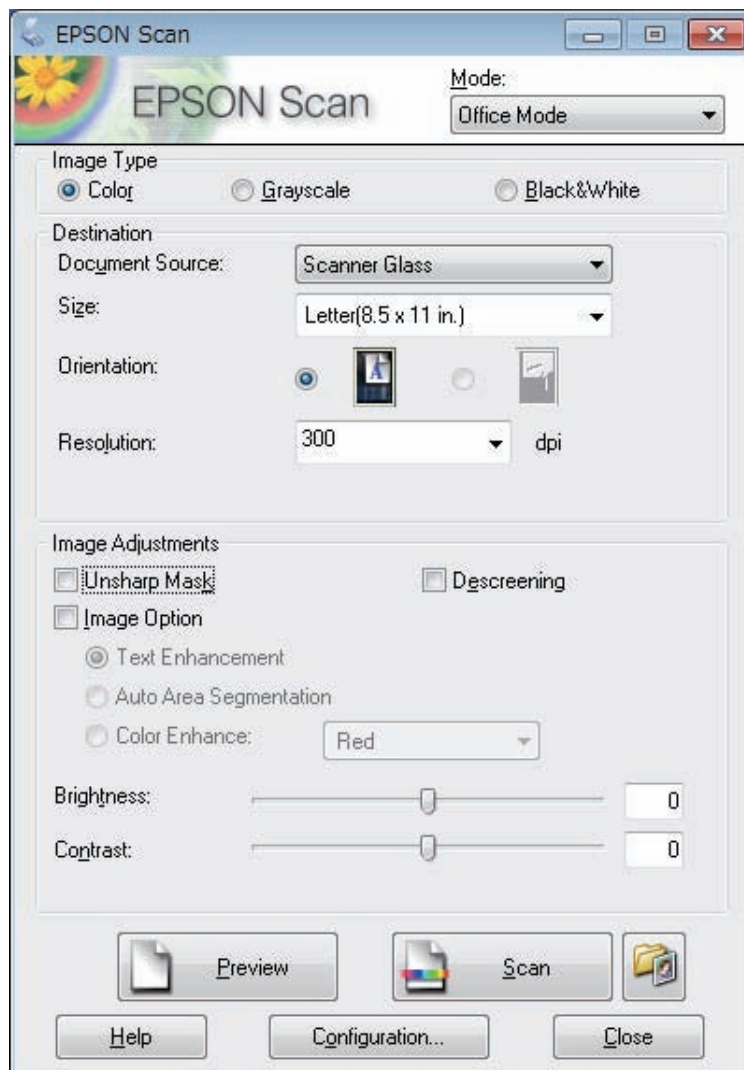 EPSON Scan
EPSON Scan
Mode:
Office Mode
Image Type
Color Grayscale Black&White
Destination
Document Source: Scanner Glass
Size: Letter(8.5 x 11 in.)
Orientation: A
Resolution: 300 dpi
Image Adjustments
Unsharp Mask Descreening
Image Option
Text Enhancement
Auto Area Segmentation
Color Enhance: Red
Brightness: 0
Contrast: 0
Preview Scan
Help Configuration... Close